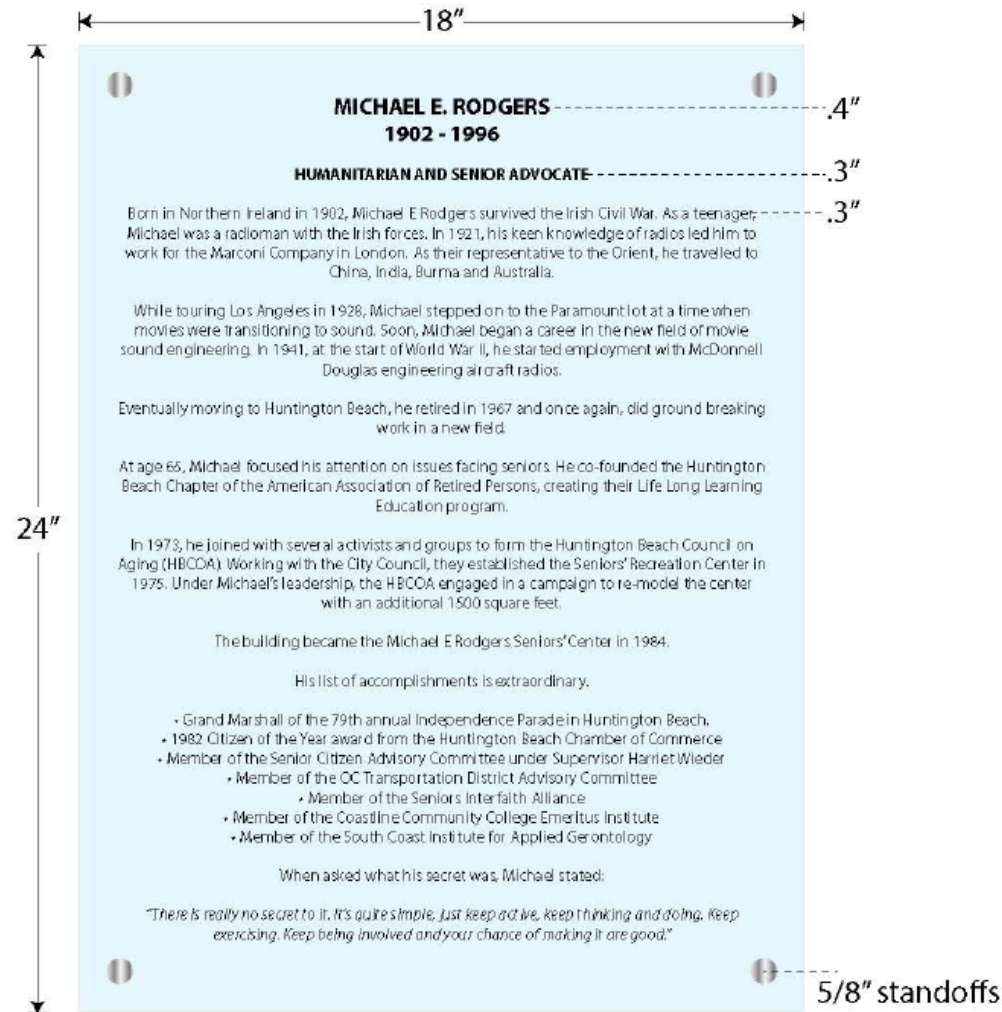 18"
MICHAEL E. RODGERS
.4"
1902 - 1996
HUMANITARIAN AND SENIOR ADVOCATE
.3"
Born in Northern Ireland in 1902, Michael E Rodgers survived the Irish Civil War. As a teenager,
.3"
Michael was a radioman with the Irish forces. In 1921, his keen knowledge of radios led him to
work for the Marconi Company in London. As their representative to the Orient, he travelled to
China, India, Burma and Australia.
While touring Los Angeles in 1928, Michael stepped on to the Paramount lot at a time when
movies were transitioning to sound. Soon, Michael began a career in the new field of movie
sound engineering. In 1941, at the start of World War II, he started employment with McDonnell
Douglas engineering aircraft radios.
Eventually moving to Huntington Beach, he retired in 1967 and once again, did ground breaking
work in a new field.
At age 65, Michael focused his attention on issues facing seniors. He co-founded the Huntington
Beach Chapter of the American Association of Retired Persons, creating their Life Long Learning
Education program.
24"
In 1973, he joined with several activists and groups to form the Huntington Beach Council on
Aging (HBCOA). Working with the City Council, they established the Seniors' Recreation Center in
1975. Under Michael's leadership, the HBCOA engaged in a campaign to re-model the center
with an additional 1500 square feet.
The building became the Michael E Rodgers Seniors' Center in 1984.
His list of accomplishments is extraordinary.
• Grand Marshall of the 79th annual Independence Parade in Huntington Beach.
• 1982 Citizen of the Year award from the Huntington Beach Chamber of Commerce
• Member of the Senior Citizen Advisory Committee under Supervisor Harriet Wieder
• Member of the OC Transportation District Advisory Committee
• Member of the Seniors Interfaith Alliance
• Member of the Coastline Community College Emeritus Institute
• Member of the South Coast Institute for Applied Gerontology
When asked what his secret was, Michael stated:
"There is really no secret to it. It's quite simple, just keep active, keep thinking and doing. Keep
exercising. Keep being involved and your chance of making it are good."
5/8" standoffs